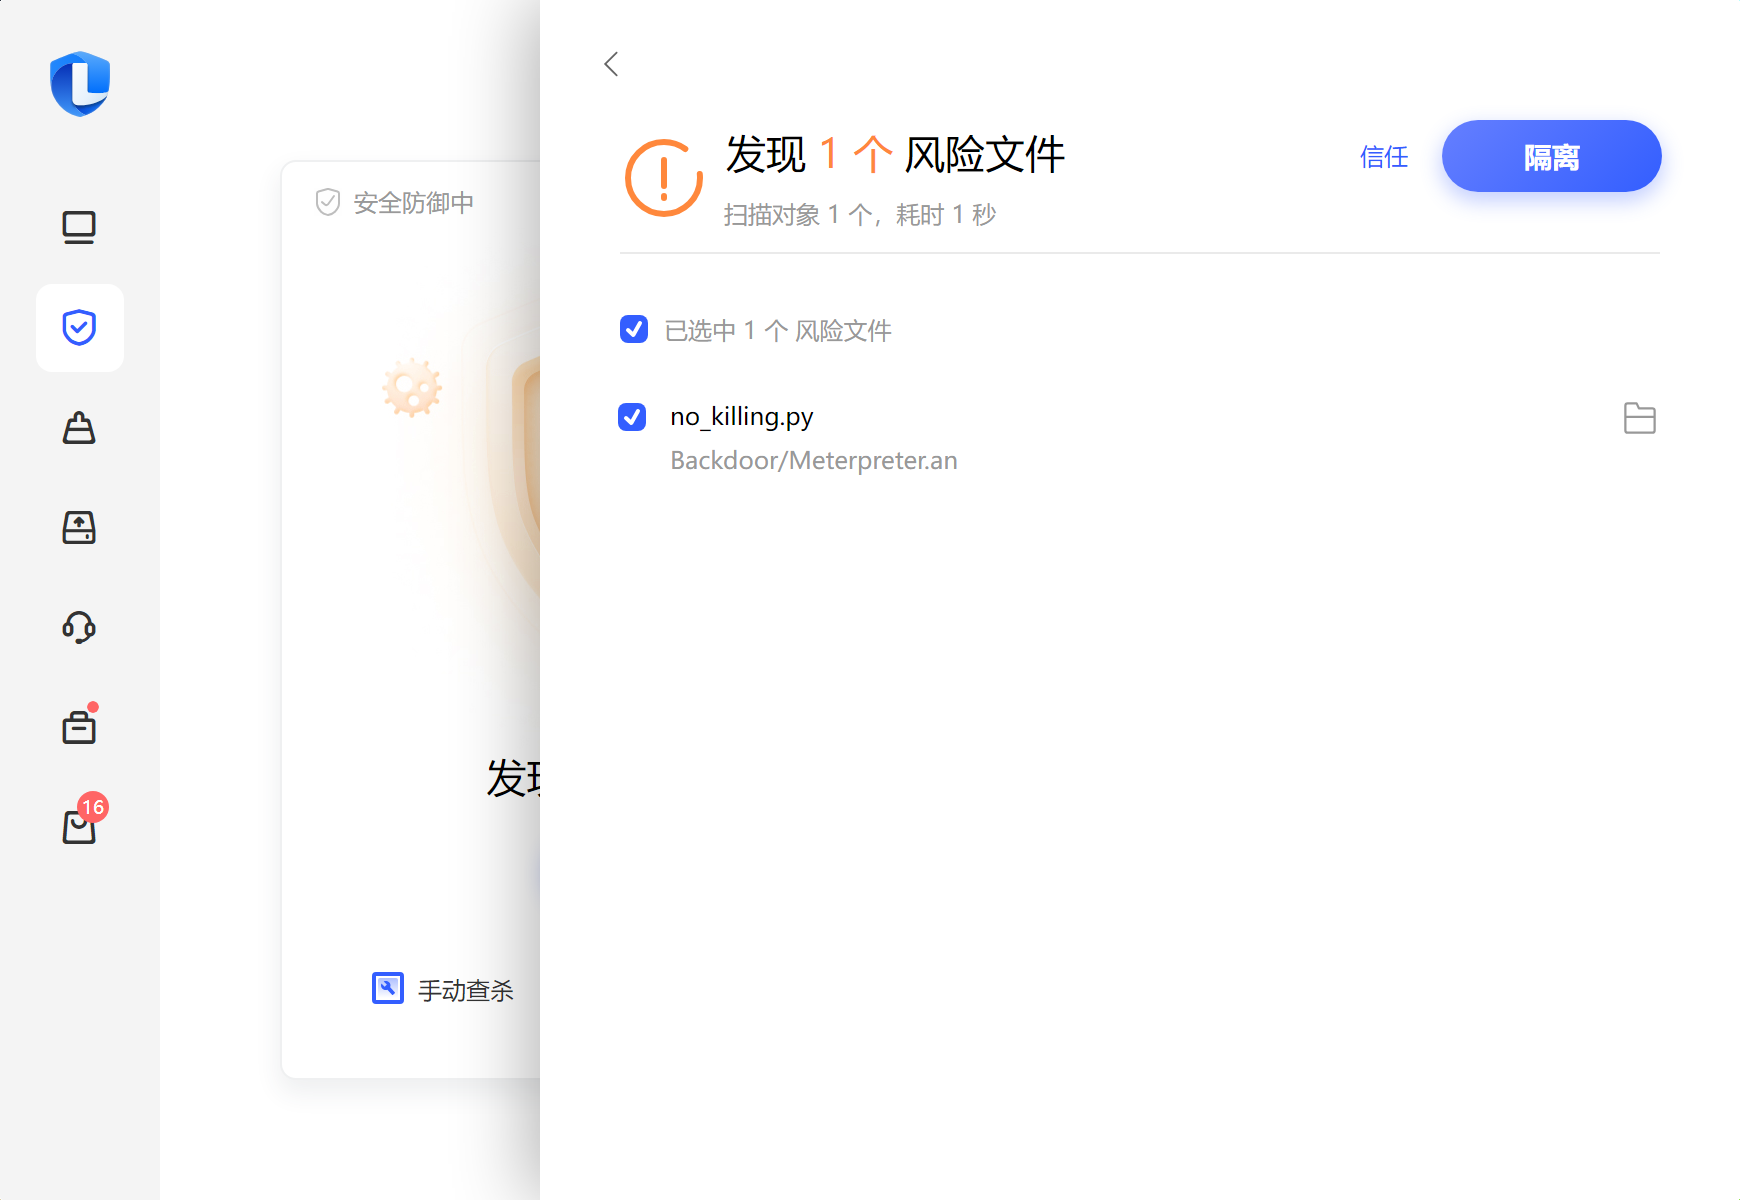 安全防御中
发现
手动查杀
16
发现 1 个 风险文件
扫描对象 1 个，耗时 1 秒
信任
隔离
已选中 1 个 风险文件
no_killing.py
Backdoor/Meterpreter.an